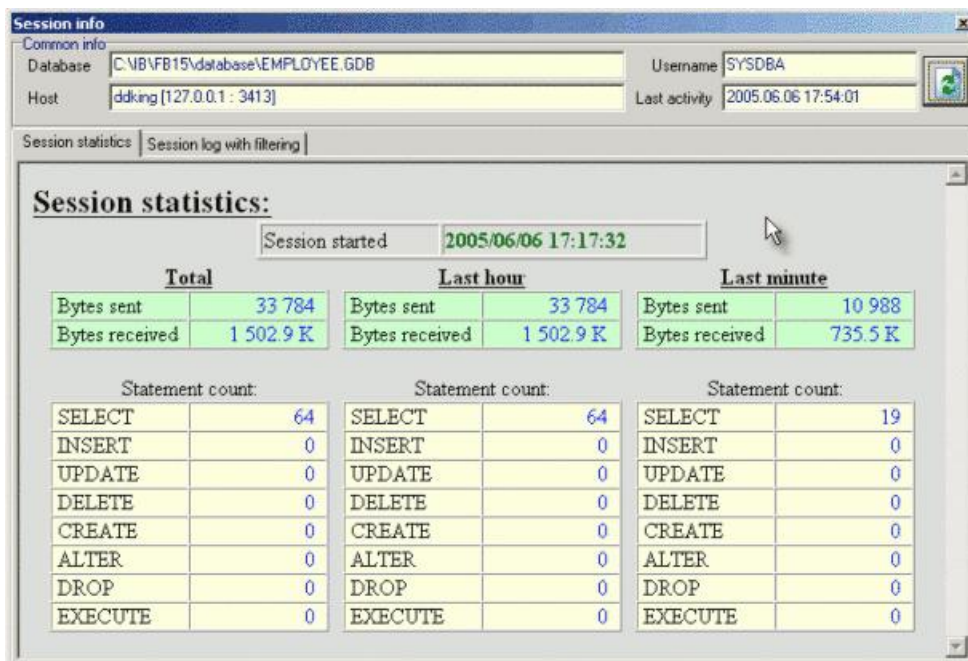 Session info
Common info
Database C:\IB\FB15\database\EMPLOYEE.GDB Username SYSDBA
Host ddking [127.0.0.1 : 3413] Last activity 2005.06.06 17:54:01
Session statistics Session log with filtering
Session statistics:
Session started 2005/06/06 17:17:32
Total Last hour Last minute
Bytes sent 33 784 Bytes sent 33 784 Bytes sent 10 988
Bytes received 1 502.9 K Bytes received 1 502.9 K Bytes received 735.5 K
Statement count: Statement count: Statement count:
SELECT 64 SELECT 64 SELECT 19
INSERT 0 INSERT 0 INSERT 0
UPDATE 0 UPDATE 0 UPDATE 0
DELETE 0 DELETE 0 DELETE 0
CREATE 0 CREATE 0 CREATE 0
ALTER 0 ALTER 0 ALTER 0
DROP 0 DROP 0 DROP 0
EXECUTE 0 EXECUTE 0 EXECUTE 0